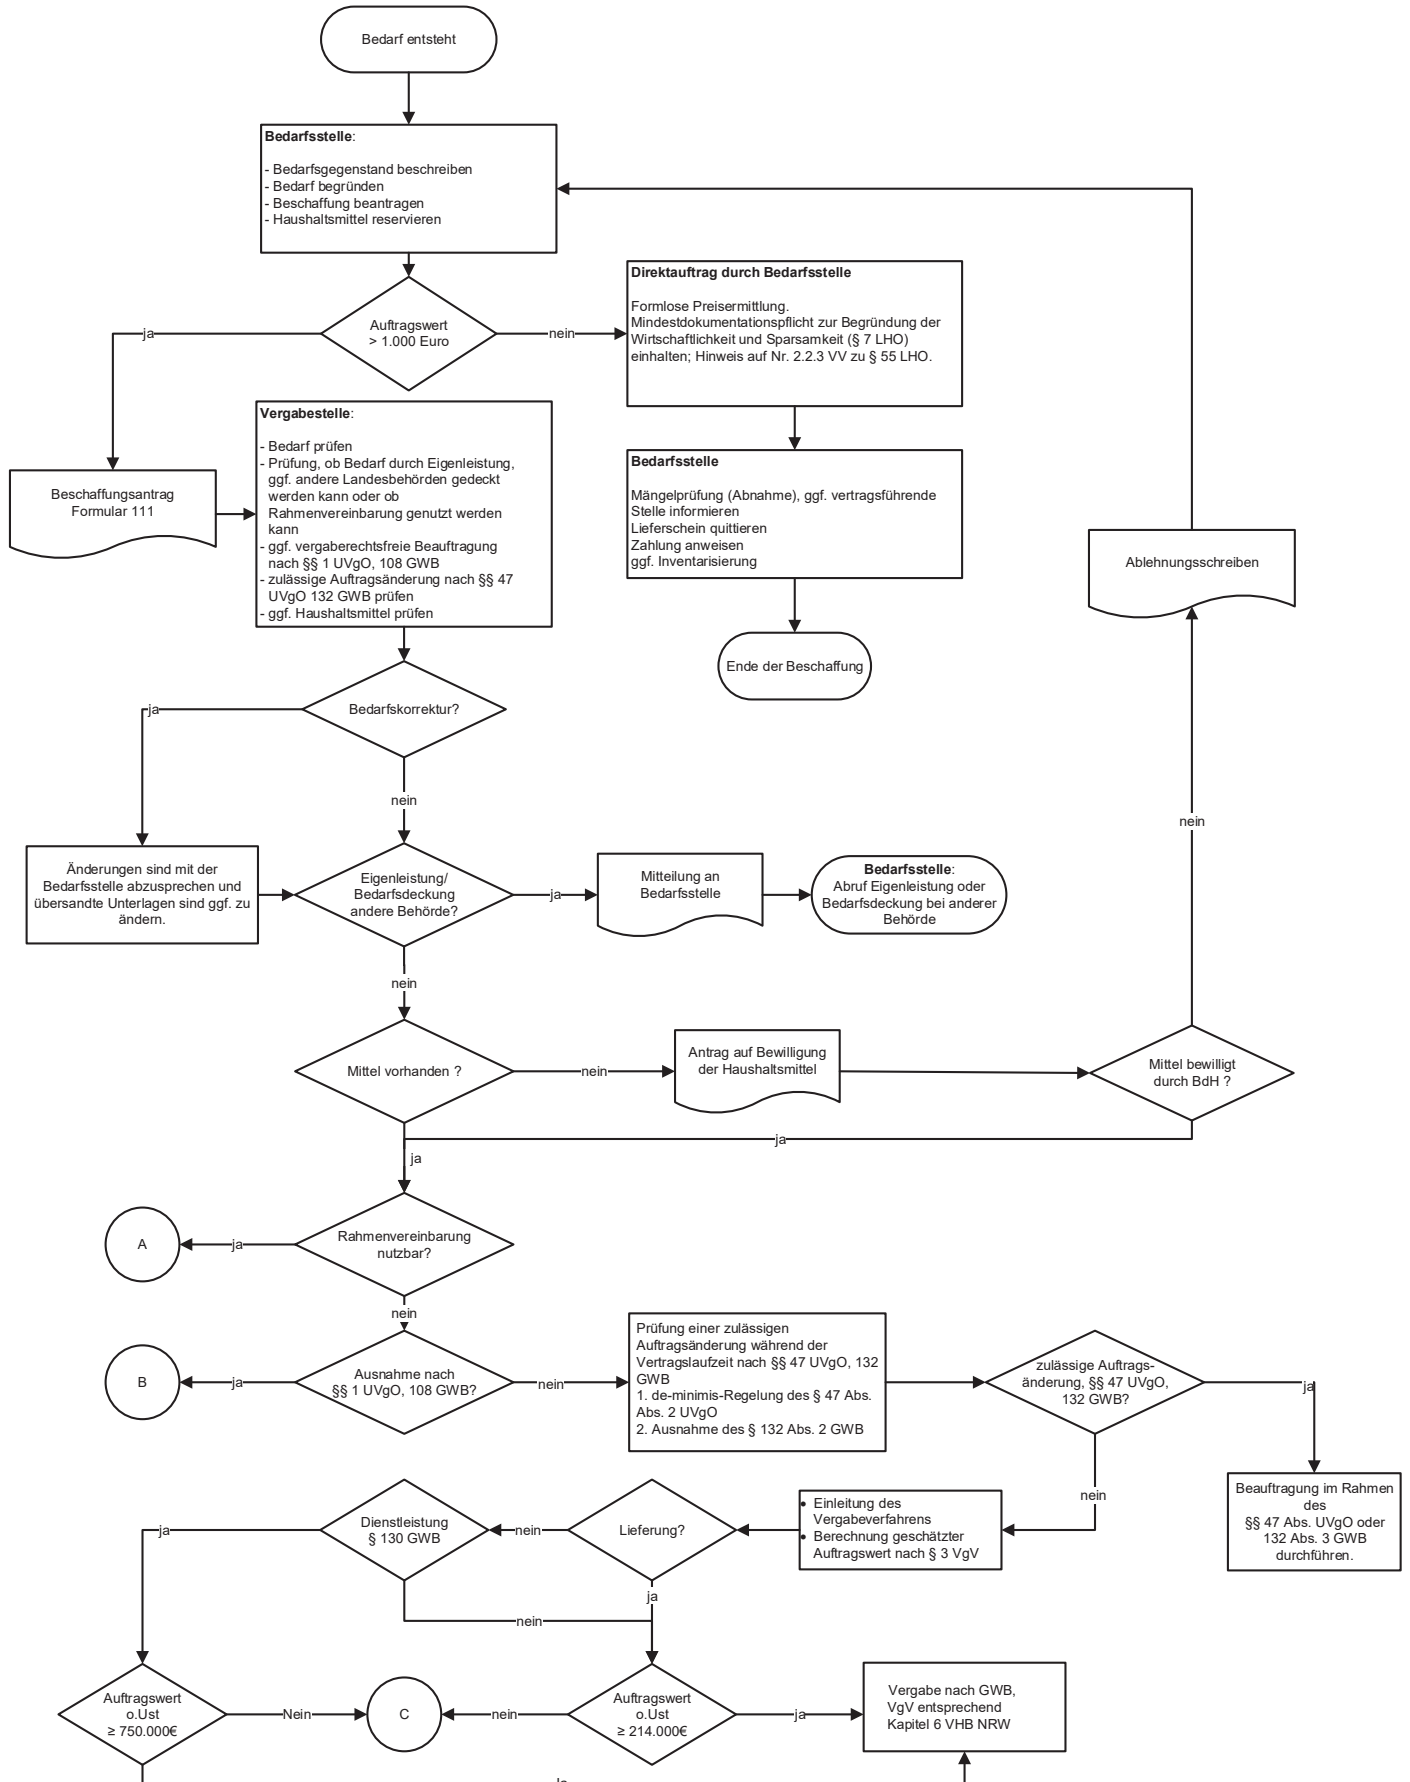 Bedarf entsteht
Bedarfsstelle:
- Bedarfsgegenstand beschreiben
- Bedarf begründen
- Beschaffung beantragen
- Haushaltsmittel reservieren
Auftragswert
> 1.000 Euro
ja
nein
Direktauftrag durch Bedarfsstelle
Formlose Preisermittlung.
Mindestdokumentationspflicht zur Begründung der
Wirtschaftlichkeit und Sparsamkeit (§ 7 LHO)
einhalten; Hinweis auf Nr. 2.2.3 VV zu § 55 LHO.
Beschaffungsantrag
Formular 111
Vergabestelle:
- Bedarf prüfen
- Prüfung, ob Bedarf durch Eigenleistung,
ggf. andere Landesbehörden gedeckt
werden kann oder ob
Rahmenvereinbarung genutzt werden
kann
- ggf. vergaberechtsfreie Beauftragung
nach §§ 1 UVgO, 108 GWB
- zulässige Auftragsänderung nach §§ 47
UVgO 132 GWB prüfen
- ggf. Haushaltsmittel prüfen
Bedarfsstelle
Mängelprüfung (Abnahme), ggf. vertragsführende
Stelle informieren
Lieferschein quittieren
Zahlung anweisen
ggf. Inventarisierung
Ende der Beschaffung
Ablehnungsschreiben
Bedarfskorrektur?
ja
nein
nein
Änderungen sind mit der
Bedarfsstelle abzusprechen und
übersandte Unterlagen sind ggf. zu
ändern.
Eigenleistung/
Bedarfsdeckung
andere Behörde?
ja
Mitteilung an
Bedarfsstelle
Bedarfsstelle:
Abruf Eigenleistung oder
Bedarfsdeckung bei anderer
Behörde
nein
Mittel vorhanden ?
nein
Antrag auf Bewilligung
der Haushaltsmittel
Mittel bewilligt
durch BdH ?
ja
ja
Rahmenvereinbarung
nutzbar?
ja
A
nein
Ausnahme nach
§§ 1 UVgO, 108 GWB?
ja
B
nein
Prüfung einer zulässigen
Auftragsänderung während der
Vertragslaufzeit nach §§ 47 UVgO, 132
GWB
1. de-minimis-Regelung des § 47 Abs.
Abs. 2 UVgO
2. Ausnahme des § 132 Abs. 2 GWB
zulässige Auftrags-
änderung, §§ 47 UVgO,
132 GWB?
ja
nein
Beauftragung im Rahmen
des
§§ 47 Abs. UVgO oder
132 Abs. 3 GWB
durchführen.
• Einleitung des
Vergabeverfahrens
• Berechnung geschätzter
Auftragswert nach § 3 VgV
Lieferung?
nein
Dienstleistung
§ 130 GWB
ja
ja
nein
Auftragswert
o.Ust
≥ 750.000€
Nein
C
nein
Auftragswert
o.Ust
≥ 214.000€
ja
Vergabe nach GWB,
VgV entsprechend
Kapitel 6 VHB NRW